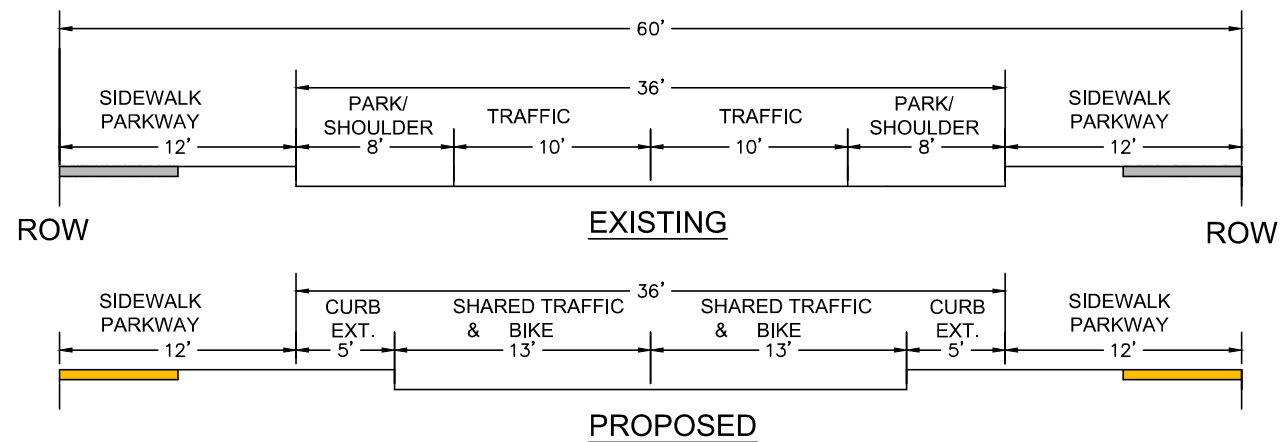 60'
36'
SIDEWALK
PARKWAY
12'
PARK/
SHOULDER
8'
TRAFFIC
10'
TRAFFIC
10'
PARK/
SHOULDER
8'
SIDEWALK
PARKWAY
12'
ROW
EXISTING
ROW
36'
SIDEWALK
PARKWAY
12'
CURB
EXT.
5'
SHARED TRAFFIC
& BIKE
13'
SHARED TRAFFIC
& BIKE
13'
CURB
EXT.
5'
SIDEWALK
PARKWAY
12'
PROPOSED